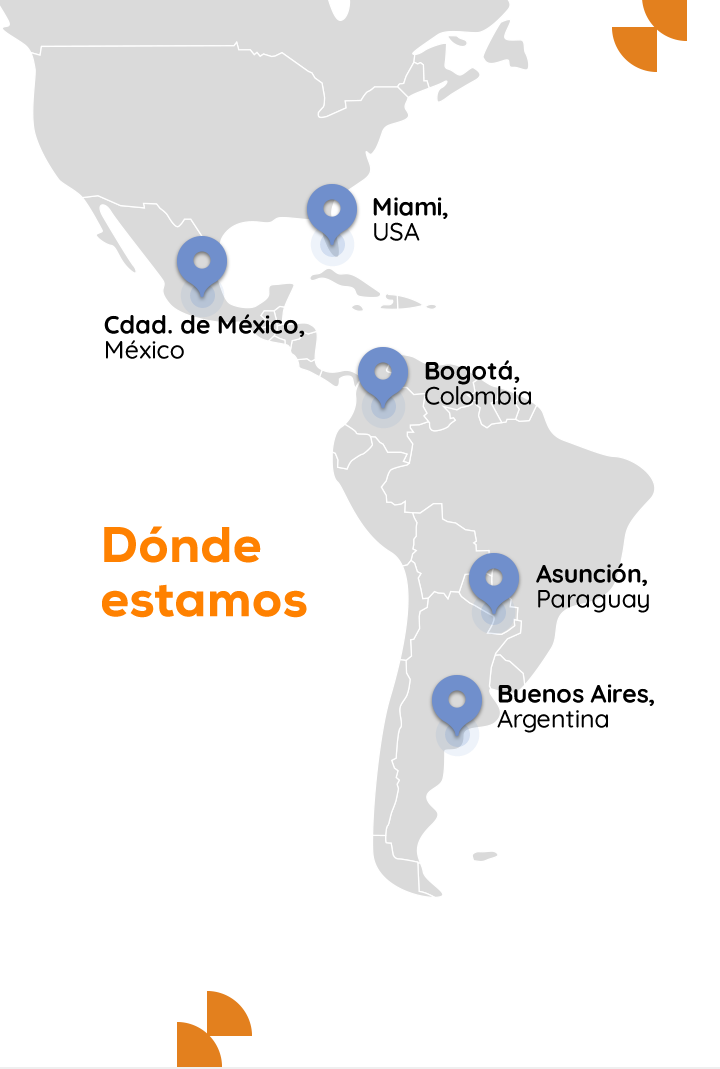 Miami,
USA
Cdad. de México,
México
Bogotá,
Colombia
Dónde
estamos
Asunción,
Paraguay
Buenos Aires,
Argentina